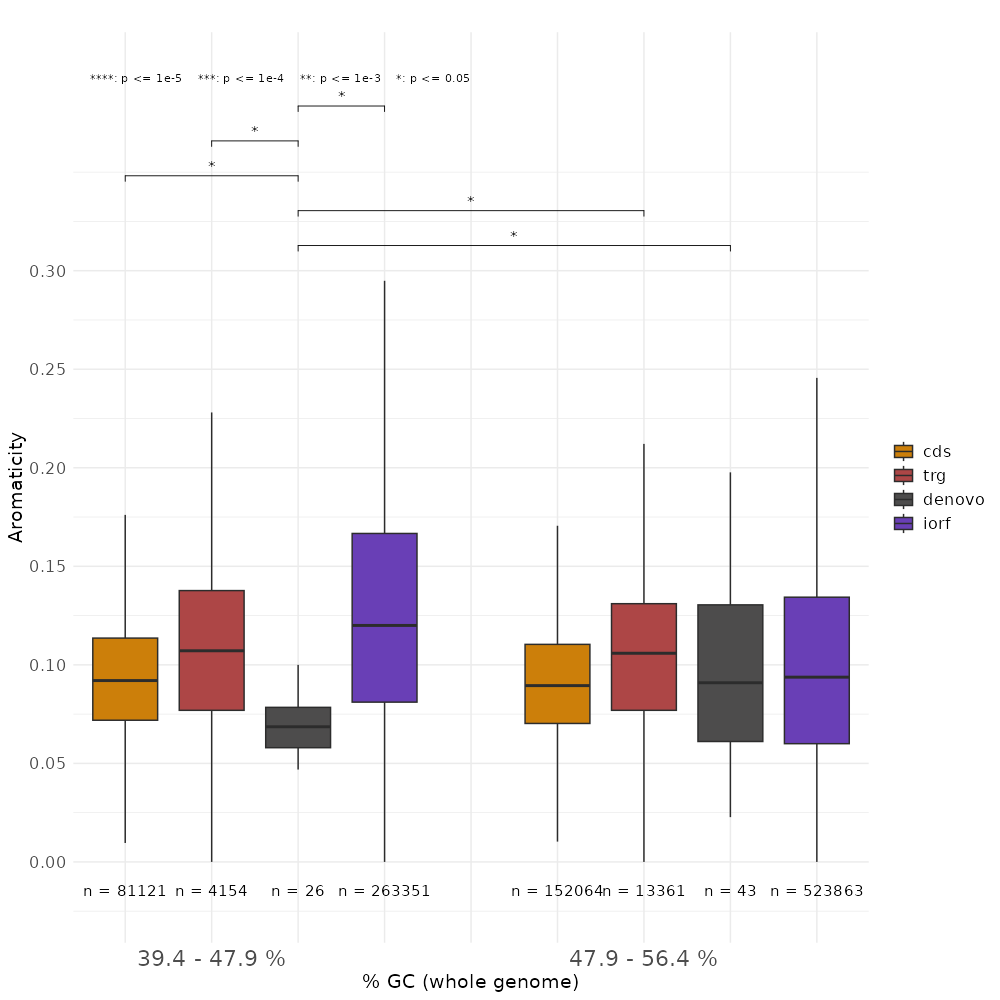 ****: p <= 1e-5 ***: p <= 1e-4 **: p <= 1e-3 *: p <= 0.05
*
*
*
*
*
0.30
0.25
0.20
0.15
0.10
0.05
0.00
Aromaticity
cds
trg
denovo
iorf
n = 81121 n = 4154 n = 26 n = 263351 n = 152064 n = 13361 n = 43 n = 523863
39.4 - 47.9 % 47.9 - 56.4 %
% GC (whole genome)